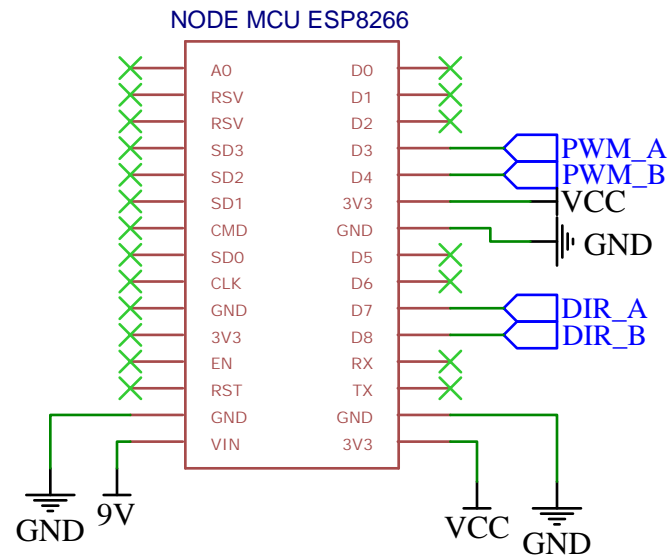 NODE MCU ESP8266
A0 D0
RSV D1
RSV D2
SD3 D3 PWM_A
SD2 D4 PWM_B
SD1 3V3 VCC
CMD GND GND
SD0 D5
CLK D6
GND D7 DIR_A
3V3 D8 DIR_B
EN RX
RST TX
GND GND
VIN 3V3
GND 9V VCC GND